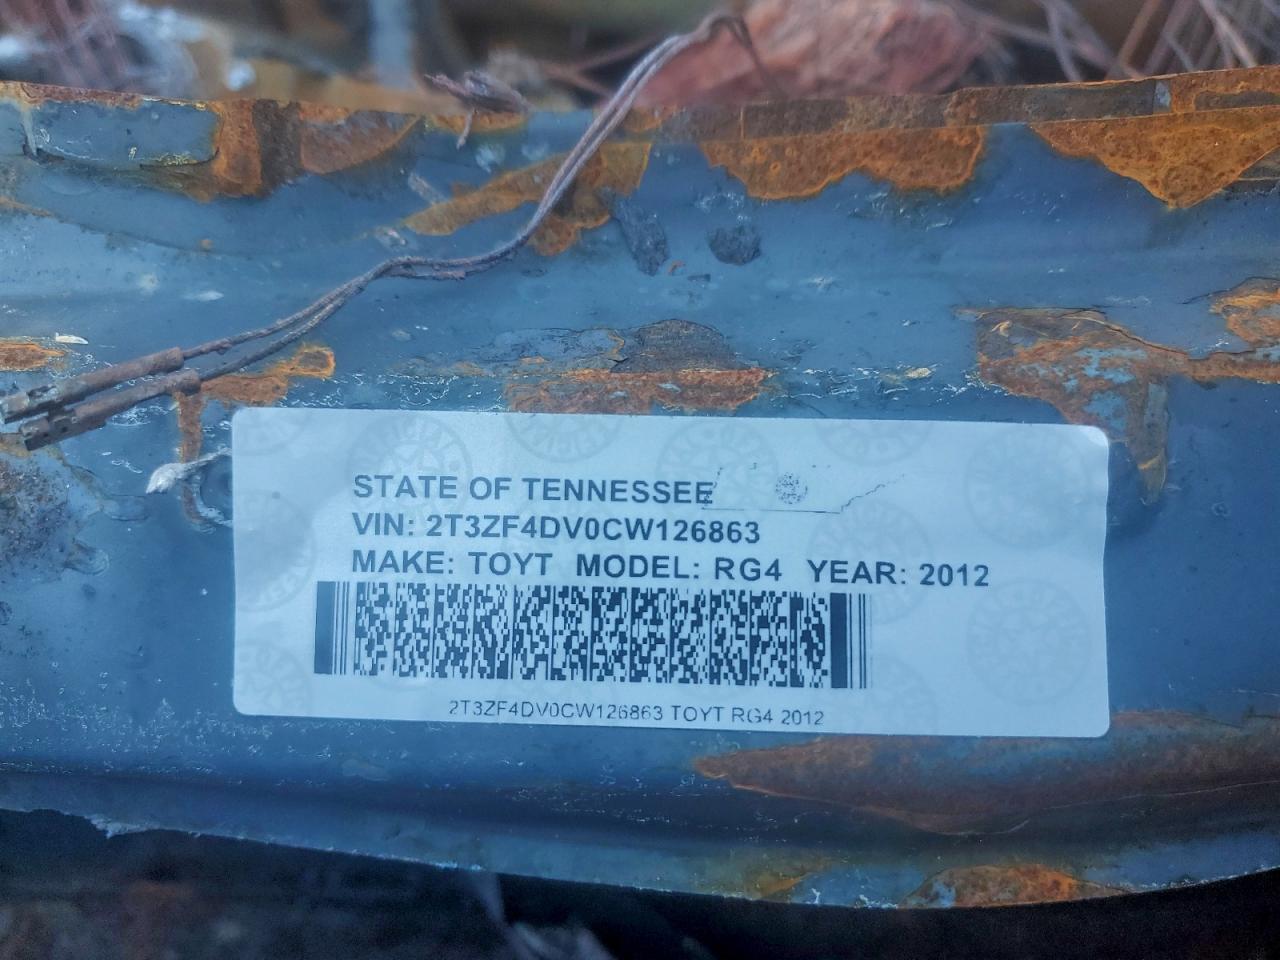 STATE OF TENNESSEE
VIN: 2T3ZF4DV0CW126863
MAKE: TOYT MODEL: RG4 YEAR: 2012
2T3ZF4DV0CW126863 TOYT RG4 2012